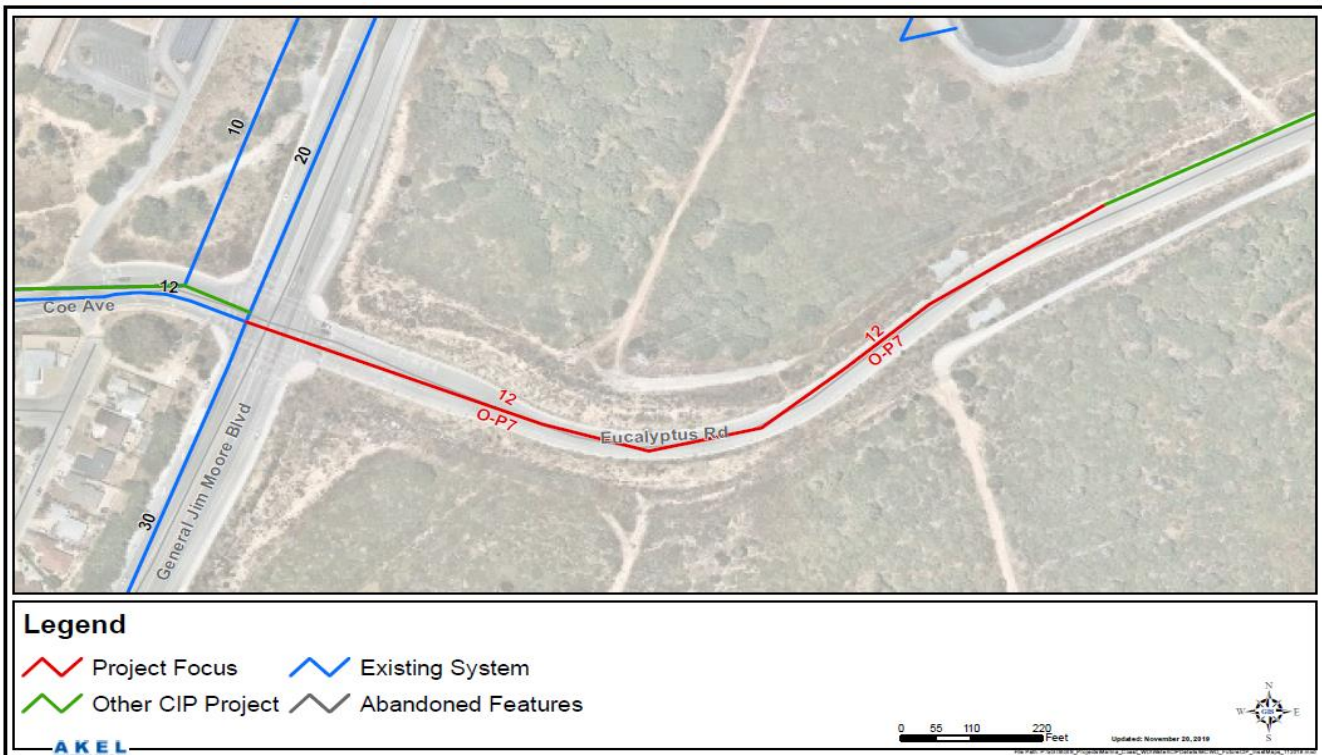 10
20
12
Coe Ave
12
O-P7
12
O-P7
Eucalyptus Rd
General Jim Moore Blvd
30
Legend
Project Focus
Existing System
Other CIP Project
Abandoned Features
N
W GIS E
S
0 55 110 220
Feet
Updated: November 20, 2019
AKEL